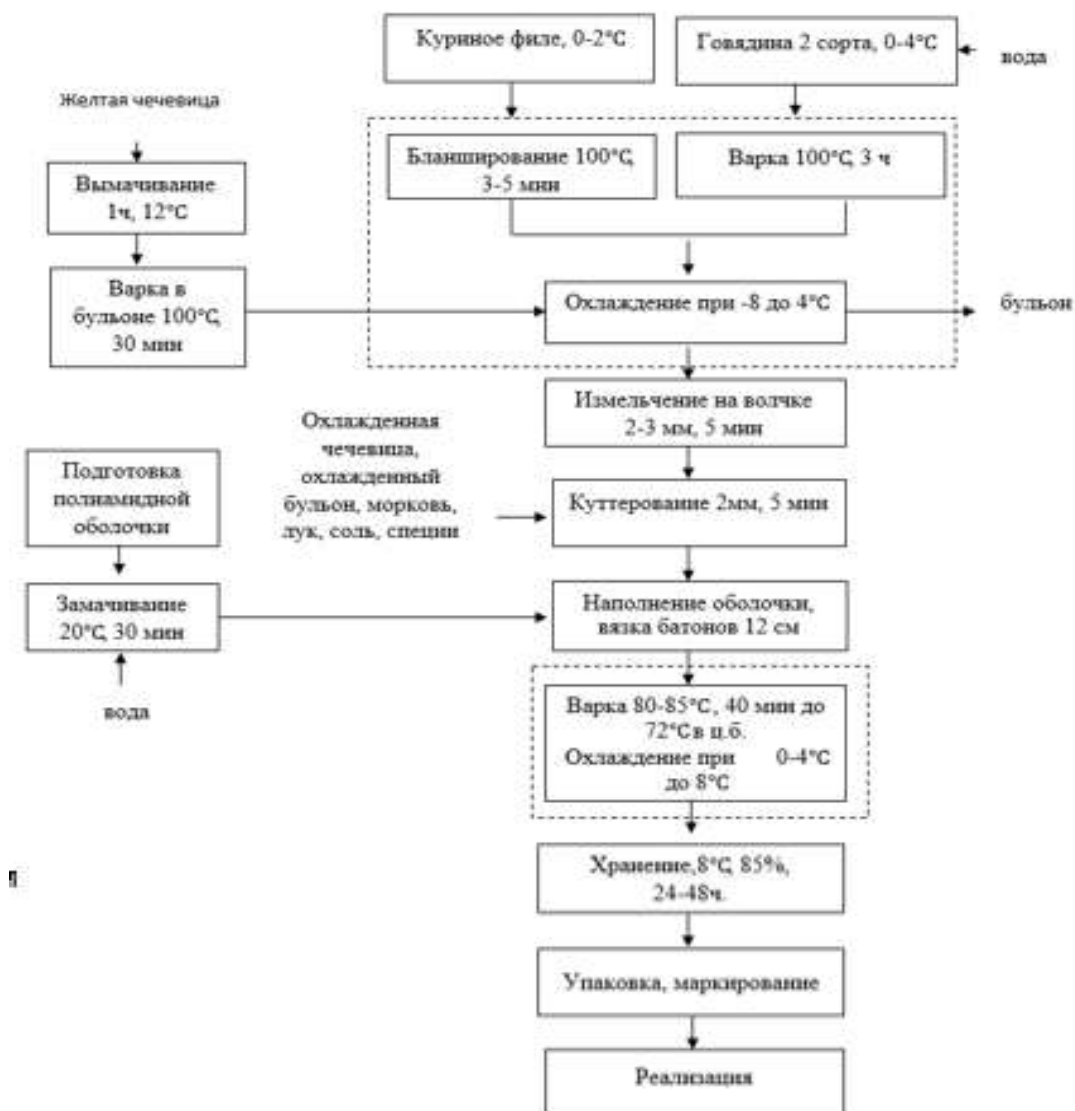 Куриное филе, 0-2°С
Говядина 2 сорта, 0-4°С
вода
Желтая чечевица
Бланширование 100°С,
3-5 мин
Варка 100°С, 3 ч
Вымачивание
1ч, 12°С
Варка в
бульоне 100°С,
30 мин
Охлаждение при -8 до 4°С
бульон
Измельчение на волчке
2-3 мм, 5 мин
Охлажденная
чечевица,
охлажденный
бульон, морковь,
лук, соль, специи
Подготовка
полиамидной
оболочки
Куттерование 2мм, 5 мин
Замачивание
20°С, 30 мин
Наполнение оболочки,
вязка батонов 12 см
вода
Варка 80-85°С, 40 мин до
72°С в ц.б.
Охлаждение при 0-4°С
до 8°С
Хранение,8°С, 85%,
24-48ч.
Упаковка, маркирование
Реализация